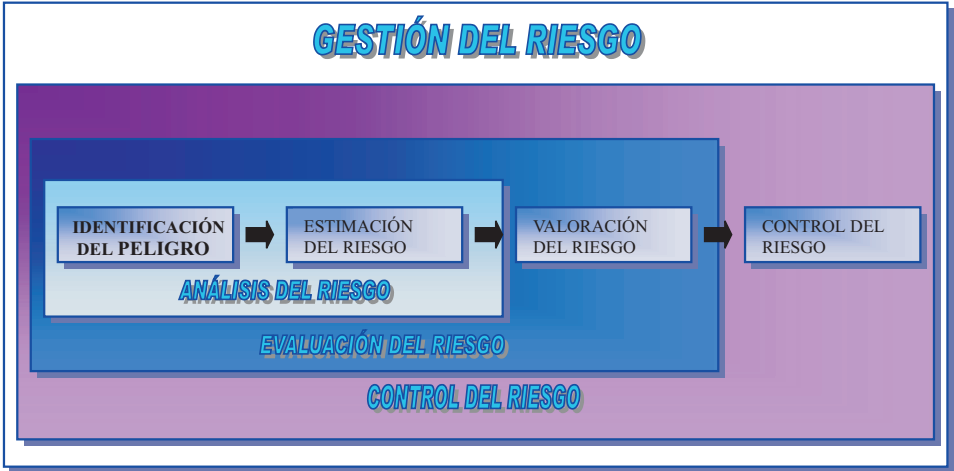 GESTIÓN DEL RIESGO
IDENTIFICACIÓN
DEL PELIGRO
ESTIMACIÓN
DEL RIESGO
VALORACIÓN
DEL RIESGO
CONTROL DEL
RIESGO
ANÁLISIS DEL RIESGO
EVALUACIÓN DEL RIESGO
CONTROL DEL RIESGO